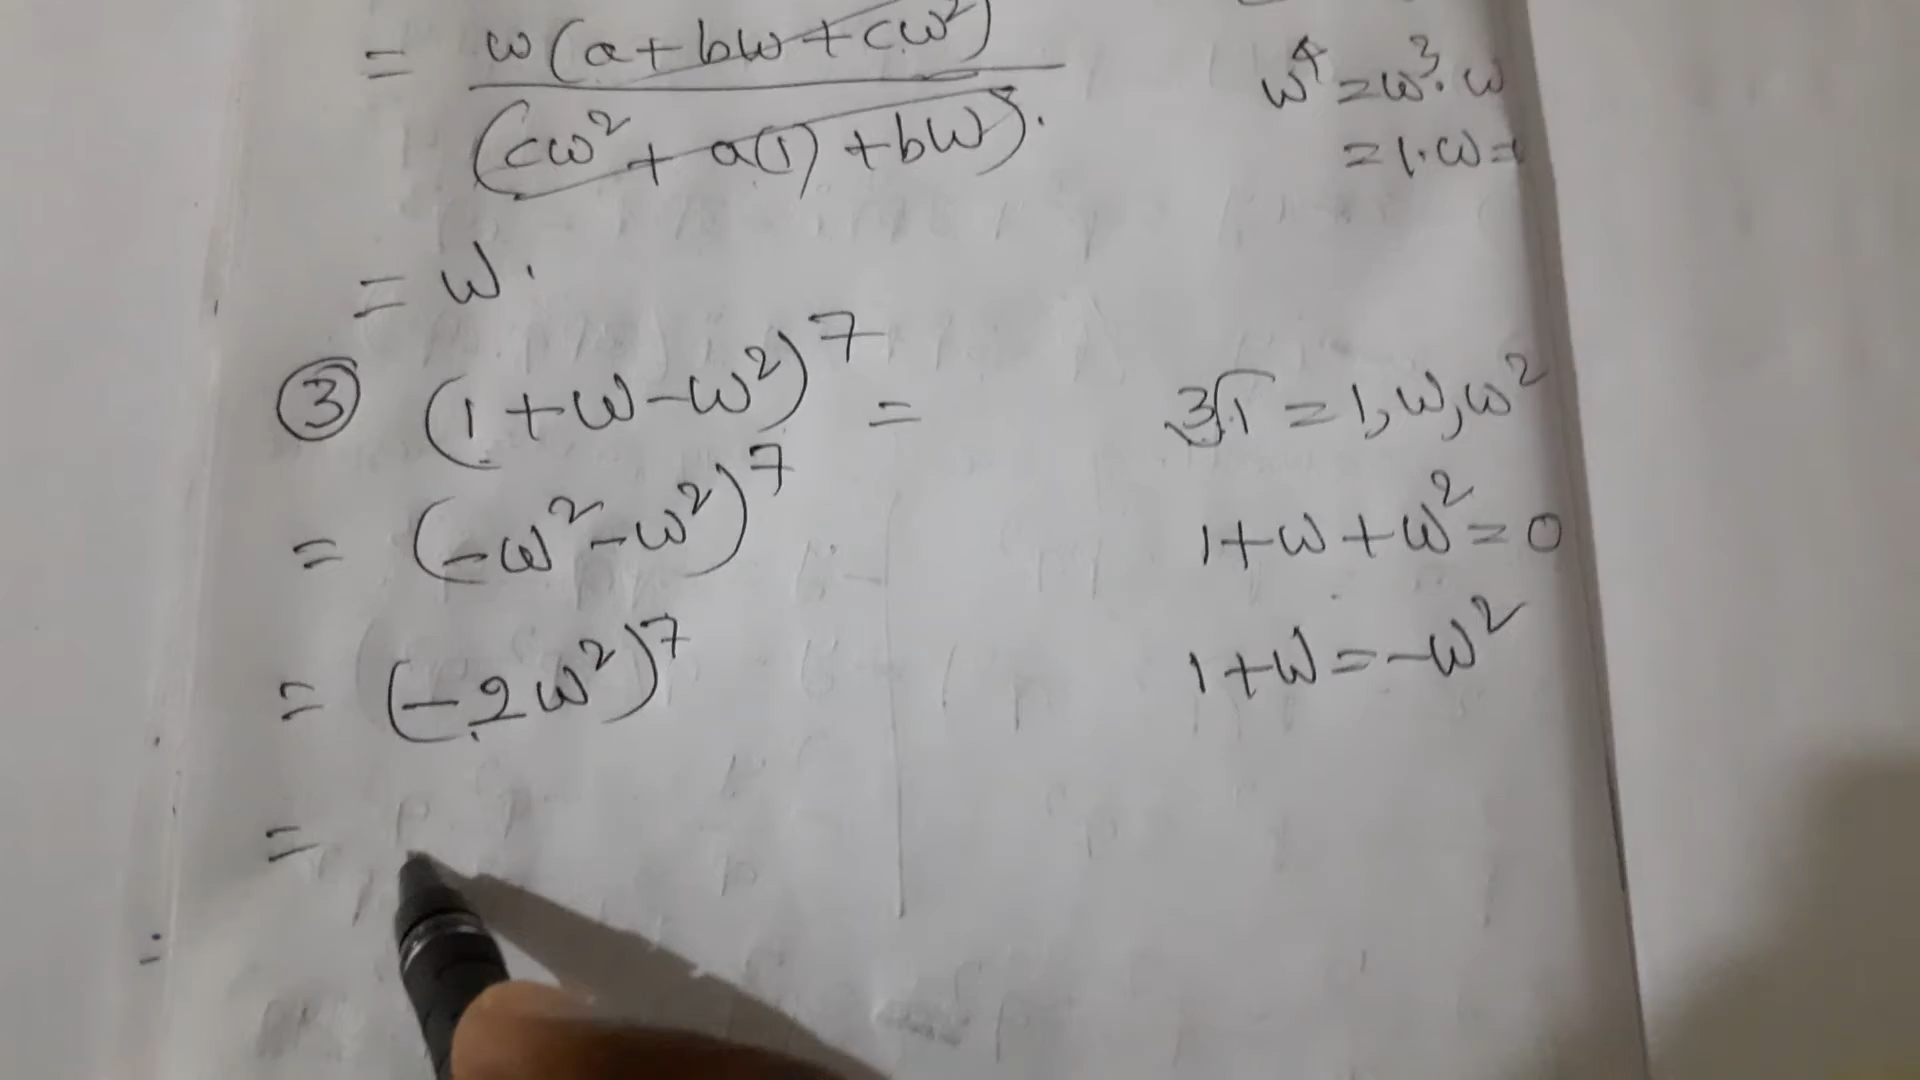 = ω(a+bω+cω²)
(cω²+a(1)+bω).
= ω.
③ (1+ω-ω²)⁷ =
= (-ω²-ω²)⁷
= (-2ω²)⁷
=
ω⁴=ω³.ω
=1.ω=
∛1 = 1,ω,ω²
1+ω+ω²=0
1+ω=-ω²